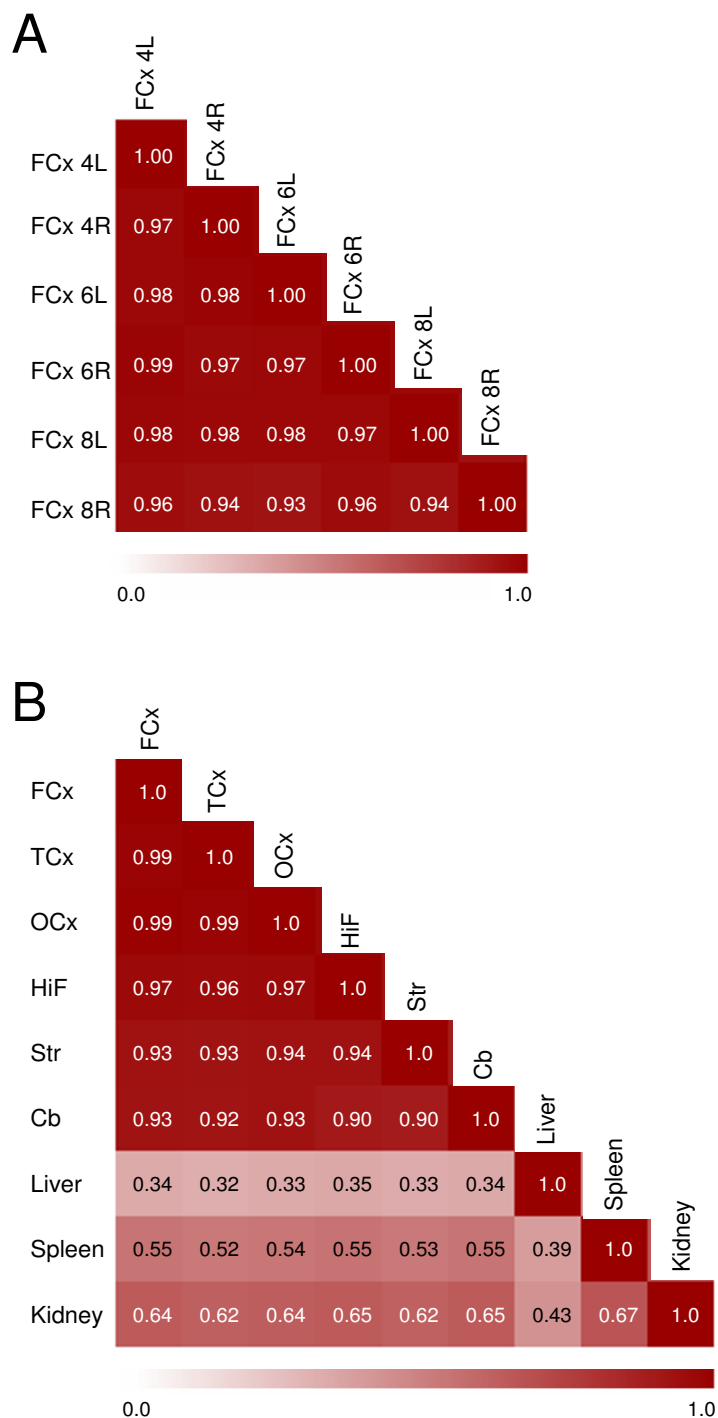 A
FCx 4L
FCx 4R
FCx 6L
FCx 6R
FCx 8L
FCx 8R
FCx 4L 1.00
FCx 4R 0.97 1.00
FCx 6L 0.98 0.98 1.00
FCx 6R 0.99 0.97 0.97 1.00
FCx 8L 0.98 0.98 0.98 0.97 1.00
FCx 8R 0.96 0.94 0.93 0.96 0.94 1.00
0.0 1.0
B
FCx
TCx
OCx
HiF
Str
Cb
Liver
Spleen
Kidney
FCx 1.0
TCx 0.99 1.0
OCx 0.99 0.99 1.0
HiF 0.97 0.96 0.97 1.0
Str 0.93 0.93 0.94 0.94 1.0
Cb 0.93 0.92 0.93 0.90 0.90 1.0
Liver 0.34 0.32 0.33 0.35 0.33 0.34 1.0
Spleen 0.55 0.52 0.54 0.55 0.53 0.55 0.39 1.0
Kidney 0.64 0.62 0.64 0.65 0.62 0.65 0.43 0.67 1.0
0.0 1.0